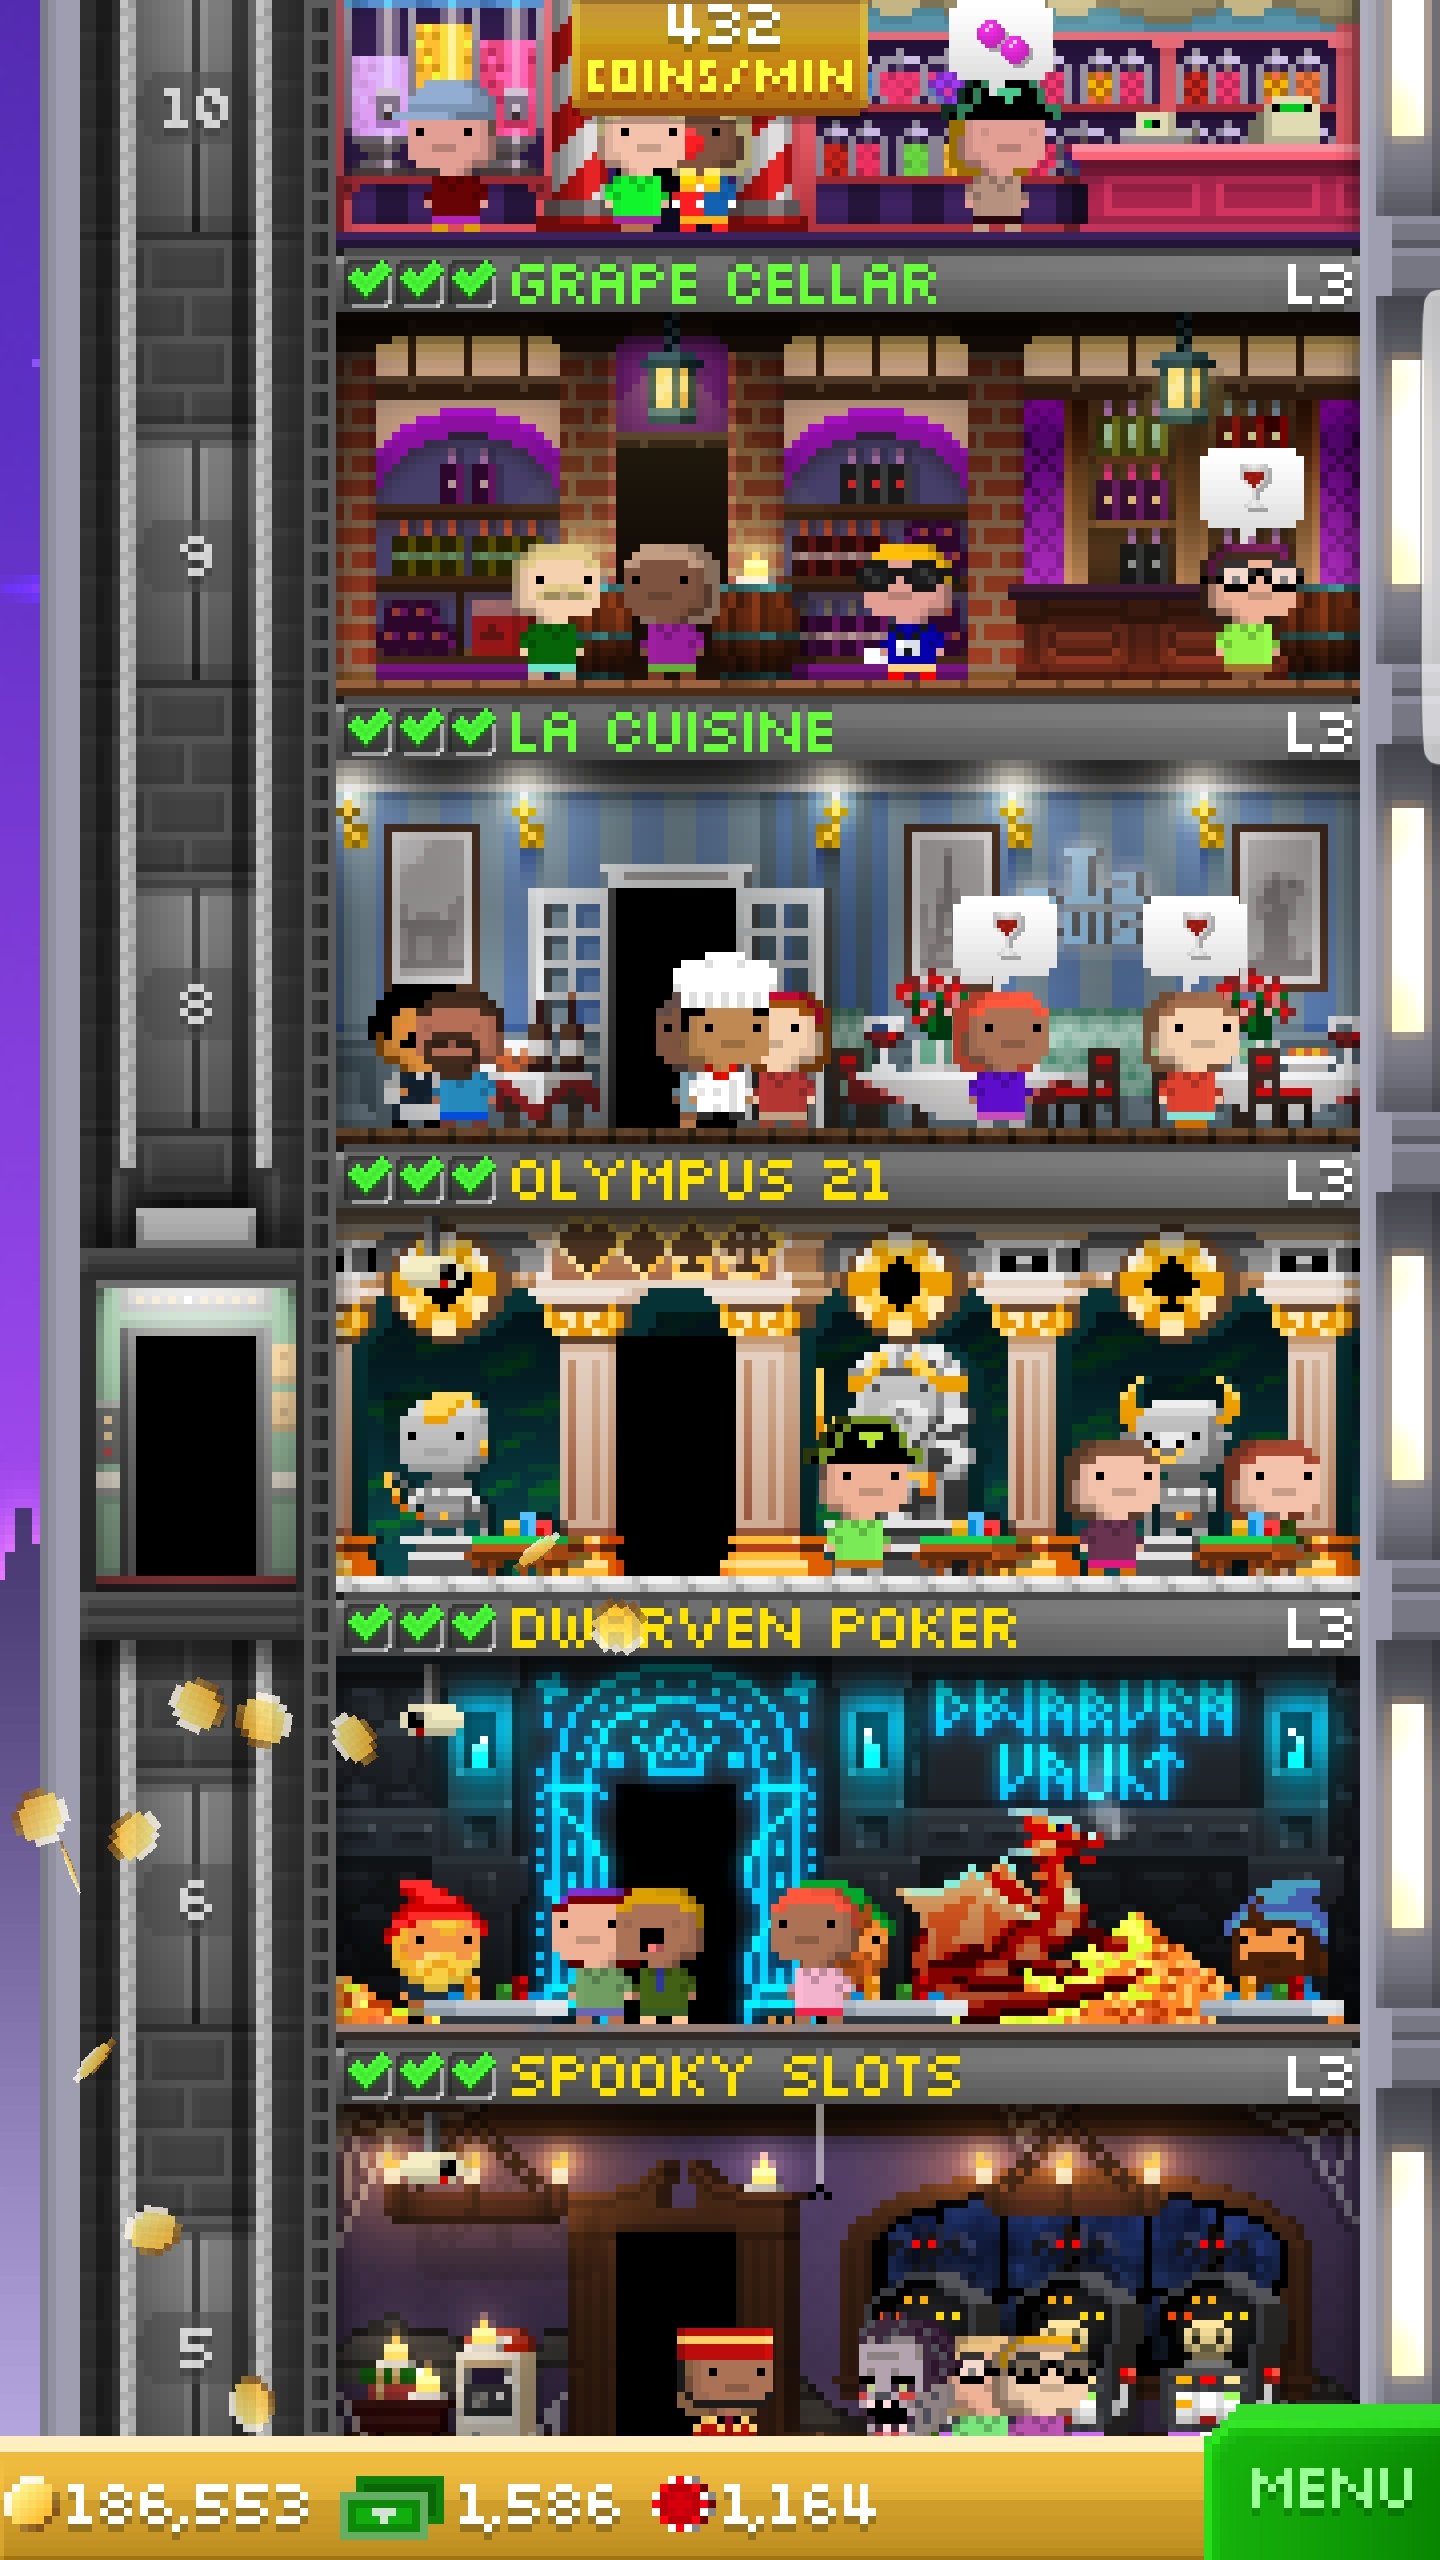 432
COINS/MIN
10
GRAPE CELLAR L3
9
LA CUISINE L3
8
La
OLYMPUS 21 L3
DWARVEN POKER L3
DWARVEN
VAULT
6
SPOOKY SLOTS L3
5
186,553 1,586 1,164
MENU